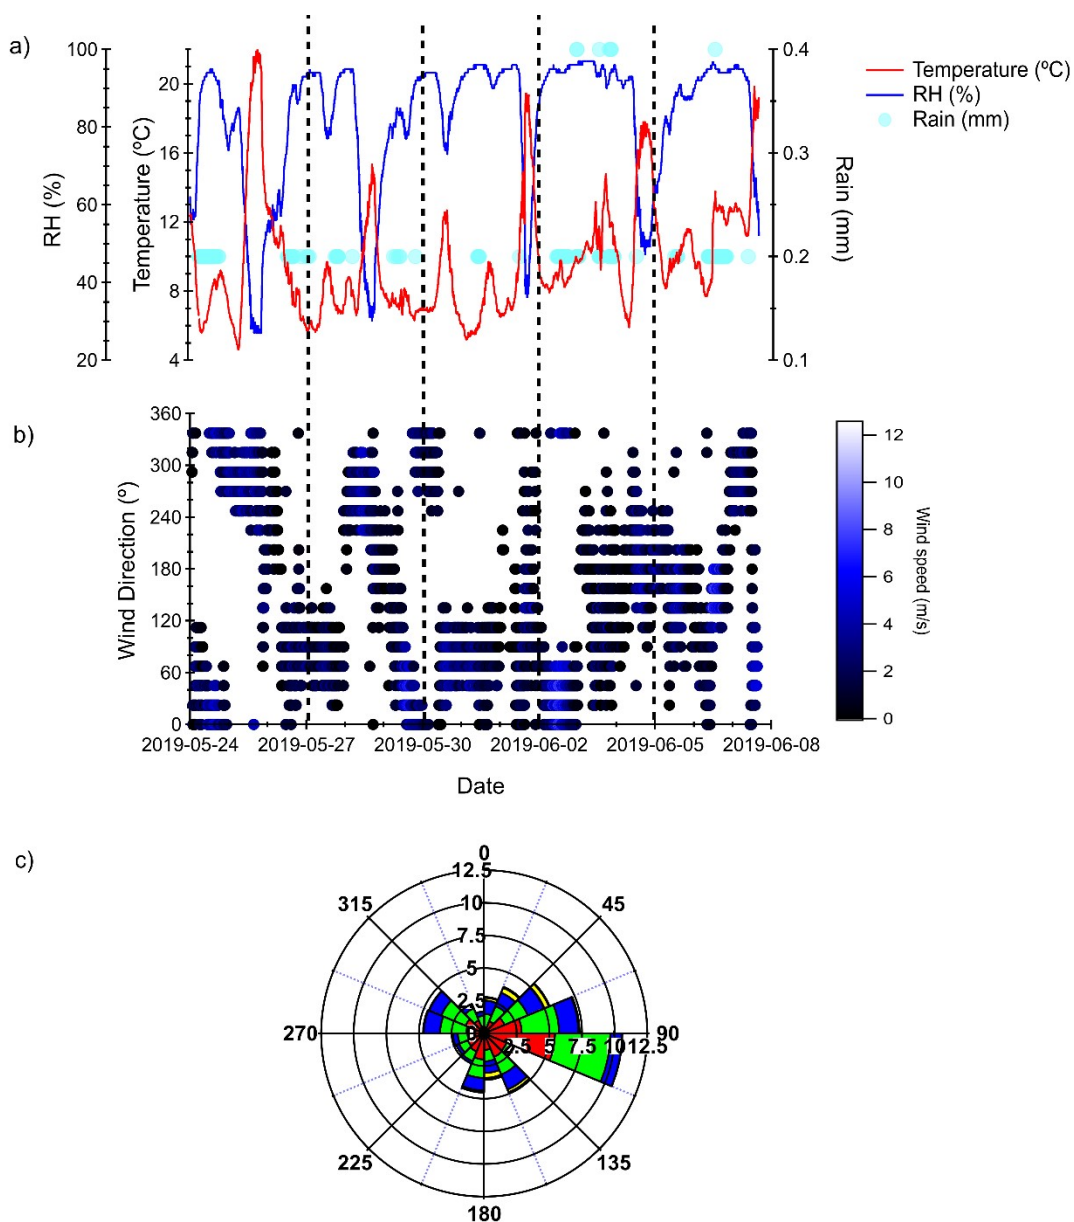 a)
RH (%)
100
80
60
40
20
Temperature (ºC)
20
16
12
8
4
0.4
0.3
0.2
0.1
Rain (mm)
Temperature (ºC)
RH (%)
Rain (mm)
b)
Wind Direction (º)
360
300
240
180
120
60
0
2019-05-24 2019-05-27 2019-05-30 2019-06-02 2019-06-05 2019-06-08
Date
12
10
8
6
4
2
0
Wind speed (m/s)
c)
0
12.5
315 10 45
7.5
5
2.5
270 0 2.5 5 7.5 10 12.5 90
225 135
180